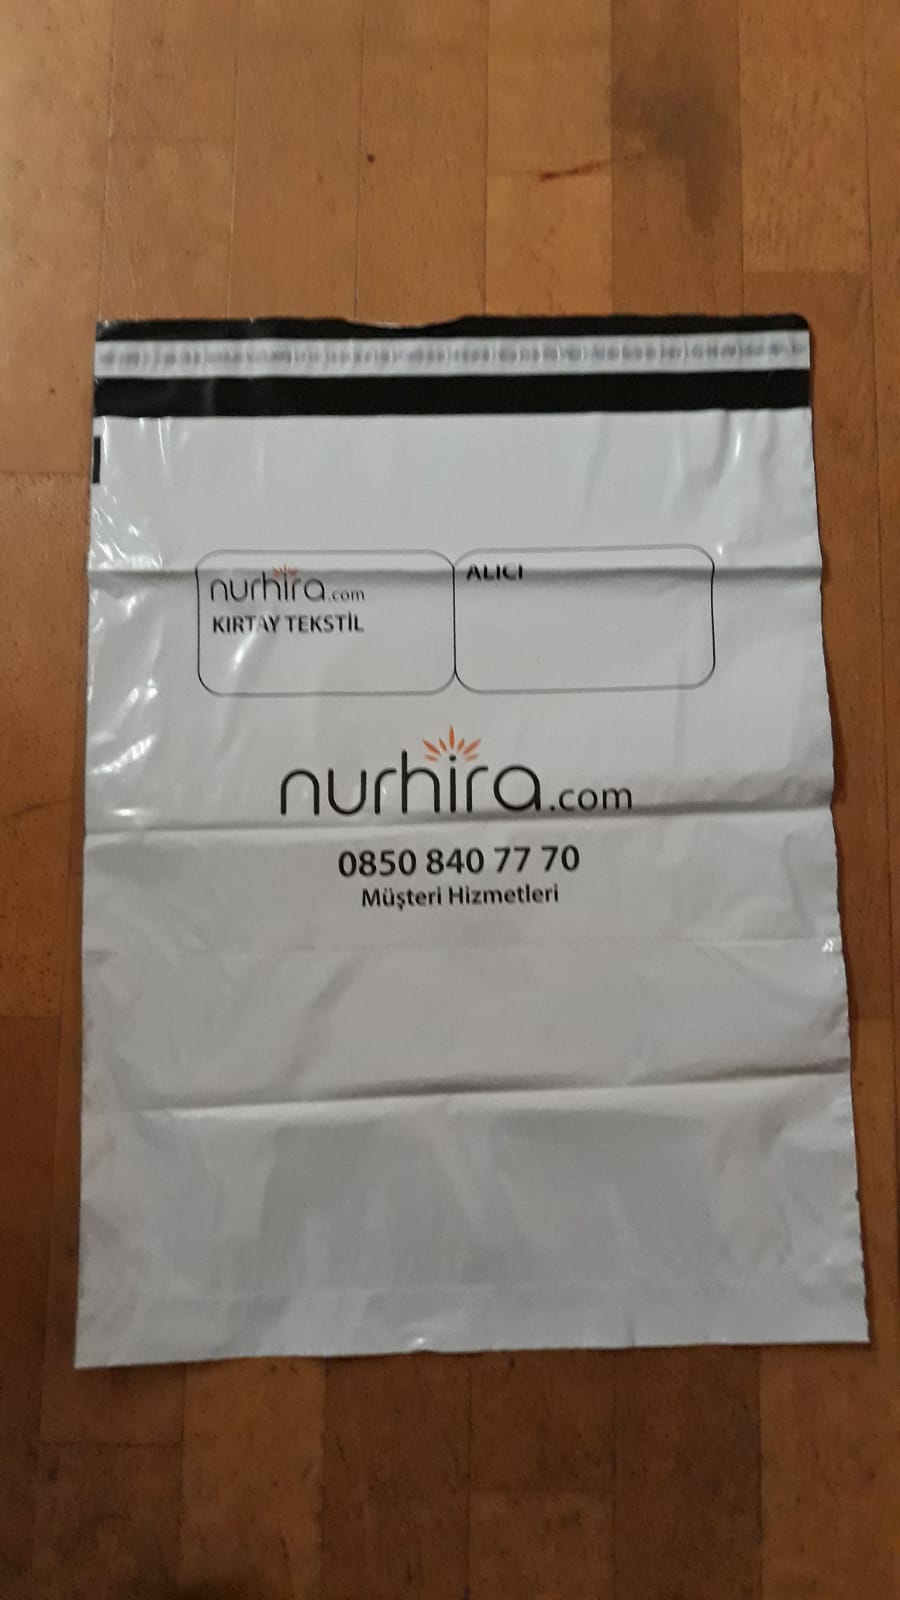 nurhira.com
KIRTAY TEKSTİL
ALICI
nurhira.com
0850 840 77 70
Müşteri Hizmetleri